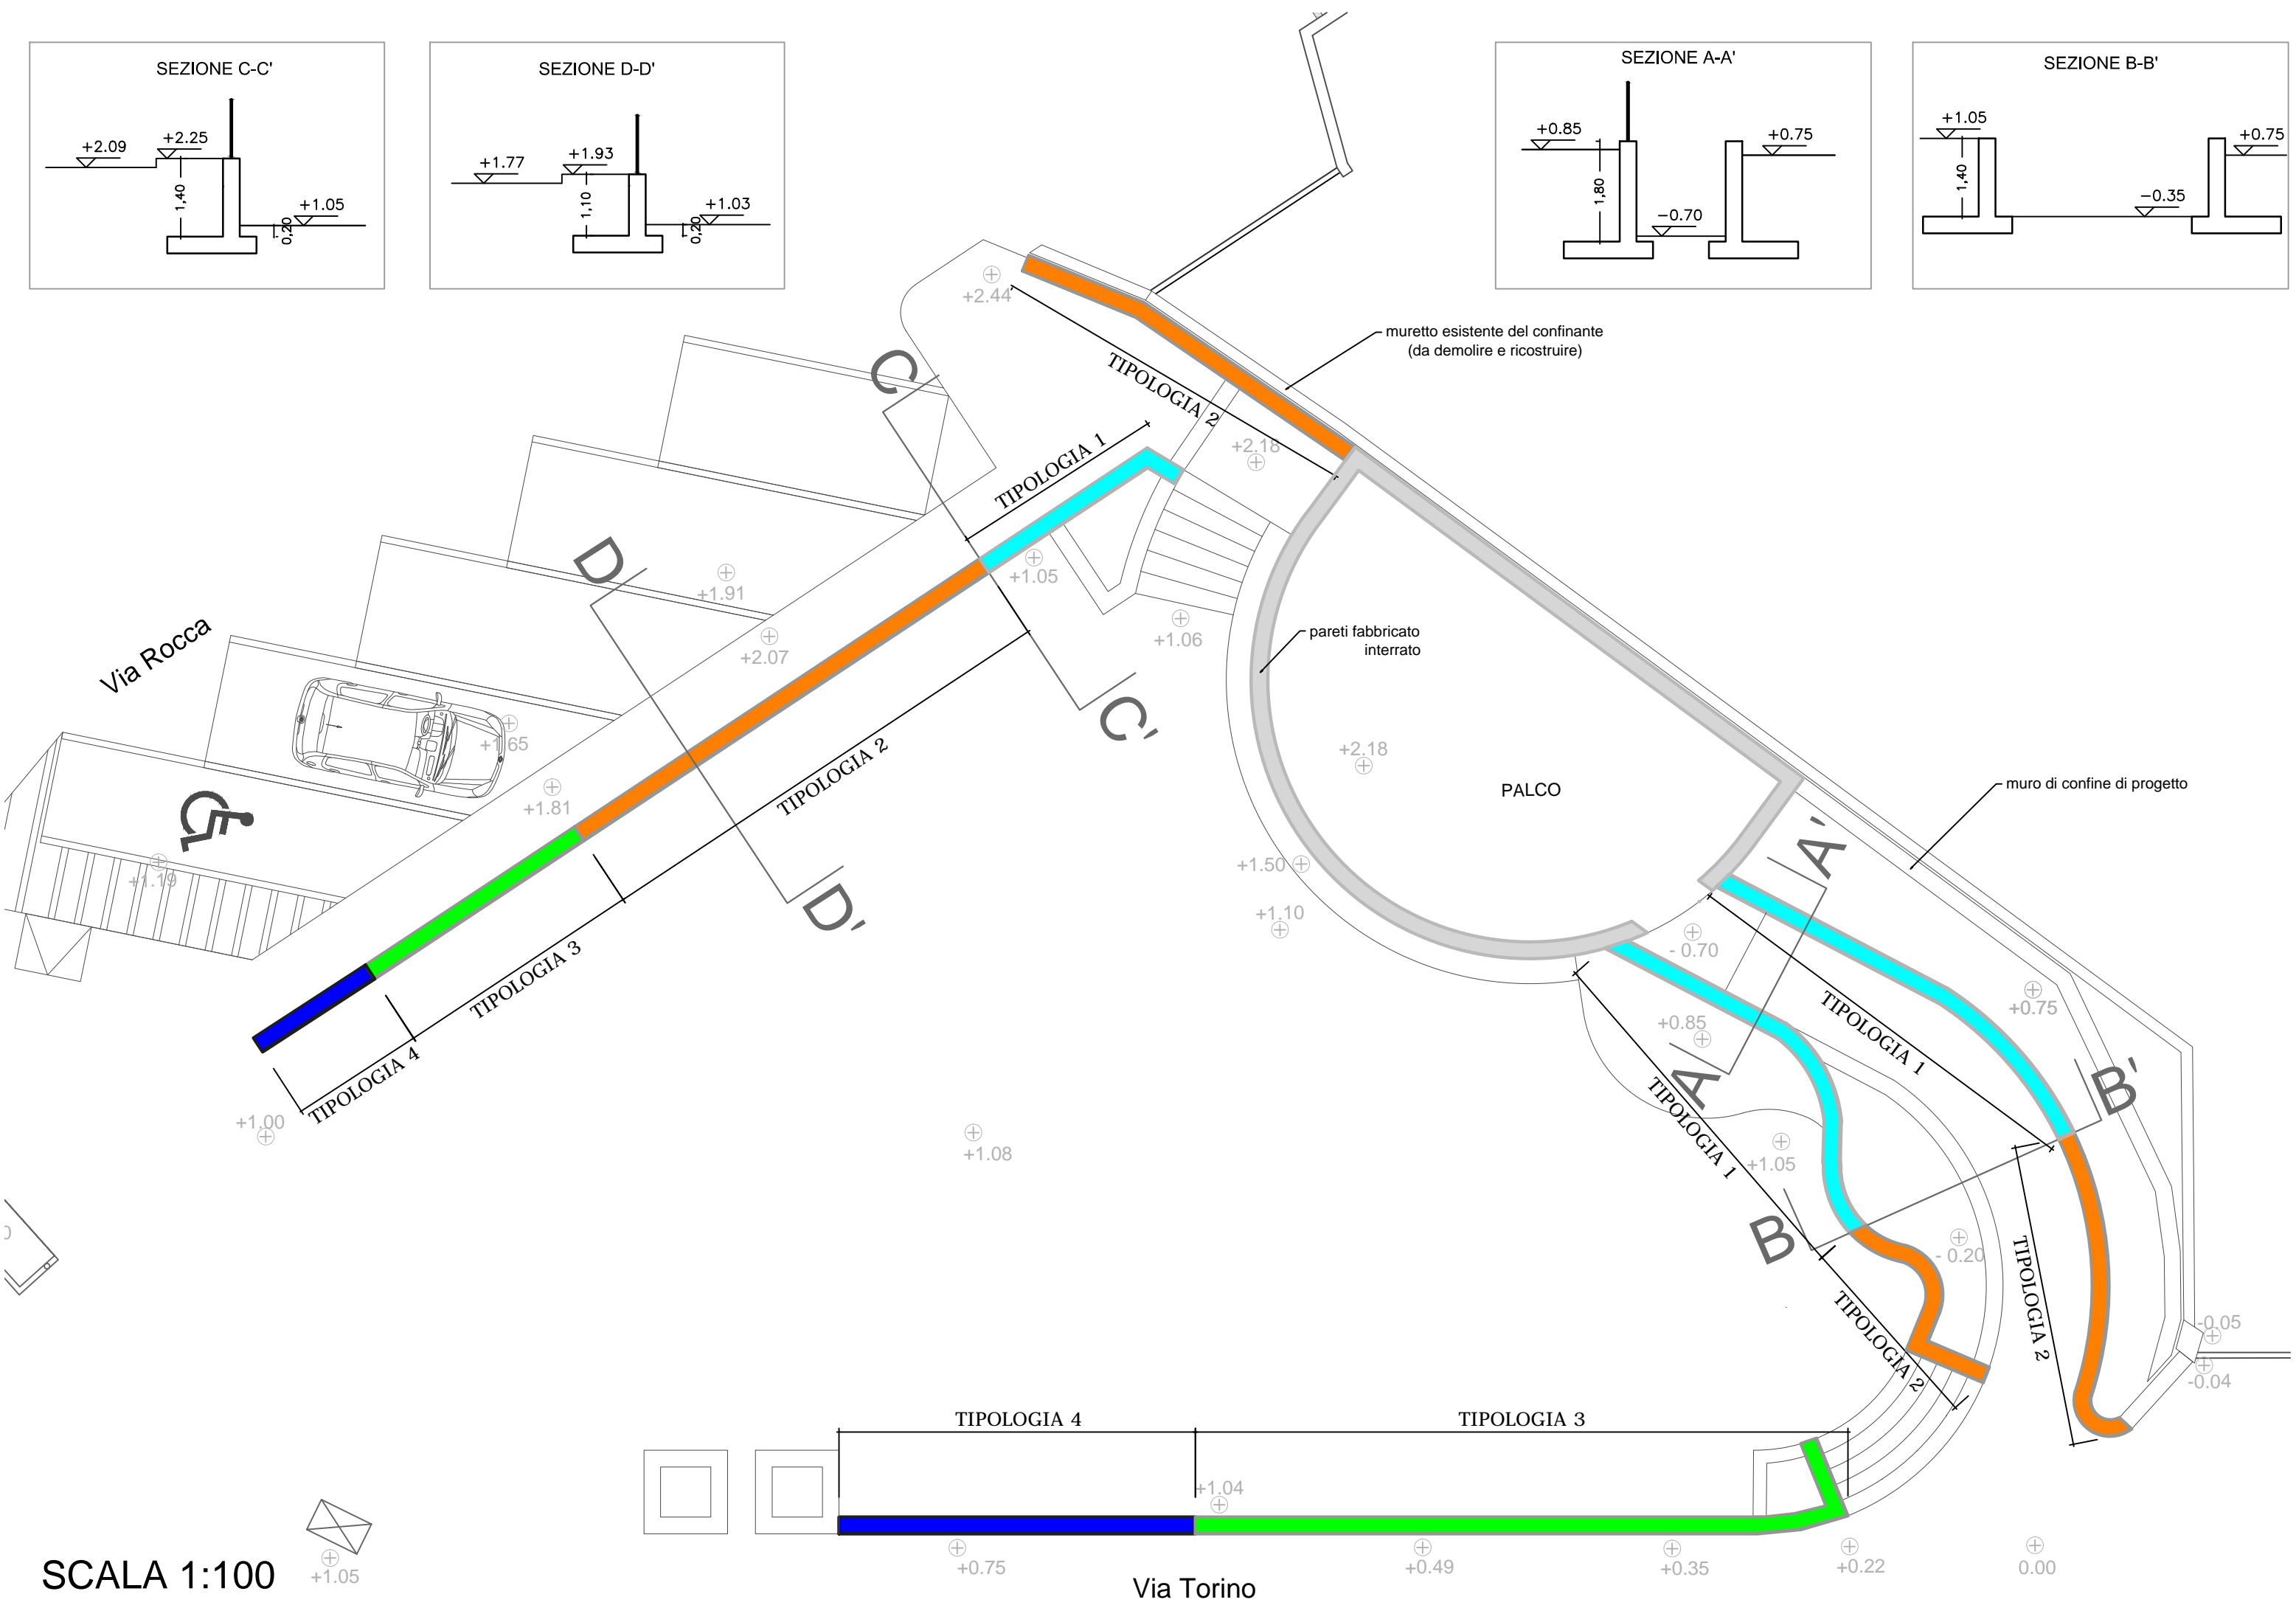 SEZIONE C-C'
+2.09
+2.25
1,40
+1.05
0,20
SEZIONE D-D'
+1.77
+1.93
1,10
+1.03
0,20
SEZIONE A-A'
+0.85
1,80
-0.70
+0.75
SEZIONE B-B'
+1.05
1,40
-0.35
+0.75
+2.44
muretto esistente del confinante
(da demolire e ricostruire)
C
TIPOLOGIA 2
TIPOLOGIA 1
+2.18
D
+1.91
+1.05
+2.07
+1.06
pareti fabbricato
interrato
Via Rocca
C'
+1.65
+2.18
TIPOLOGIA 2
PALCO
muro di confine di progetto
+1.81
+1.19
A'
+1.50
D'
+1.10
- 0.70
TIPOLOGIA 3
+0.75
+0.85
TIPOLOGIA 1
TIPOLOGIA 4
A
B'
TIPOLOGIA 1
+1.00
+1.08
+1.05
B
- 0.20
TIPOLOGIA 2
TIPOLOGIA 2
-0.05
-0.04
TIPOLOGIA 4
TIPOLOGIA 3
+1.04
+1.05
+0.75
+0.49
+0.35
+0.22
0.00
SCALA 1:100
Via Torino